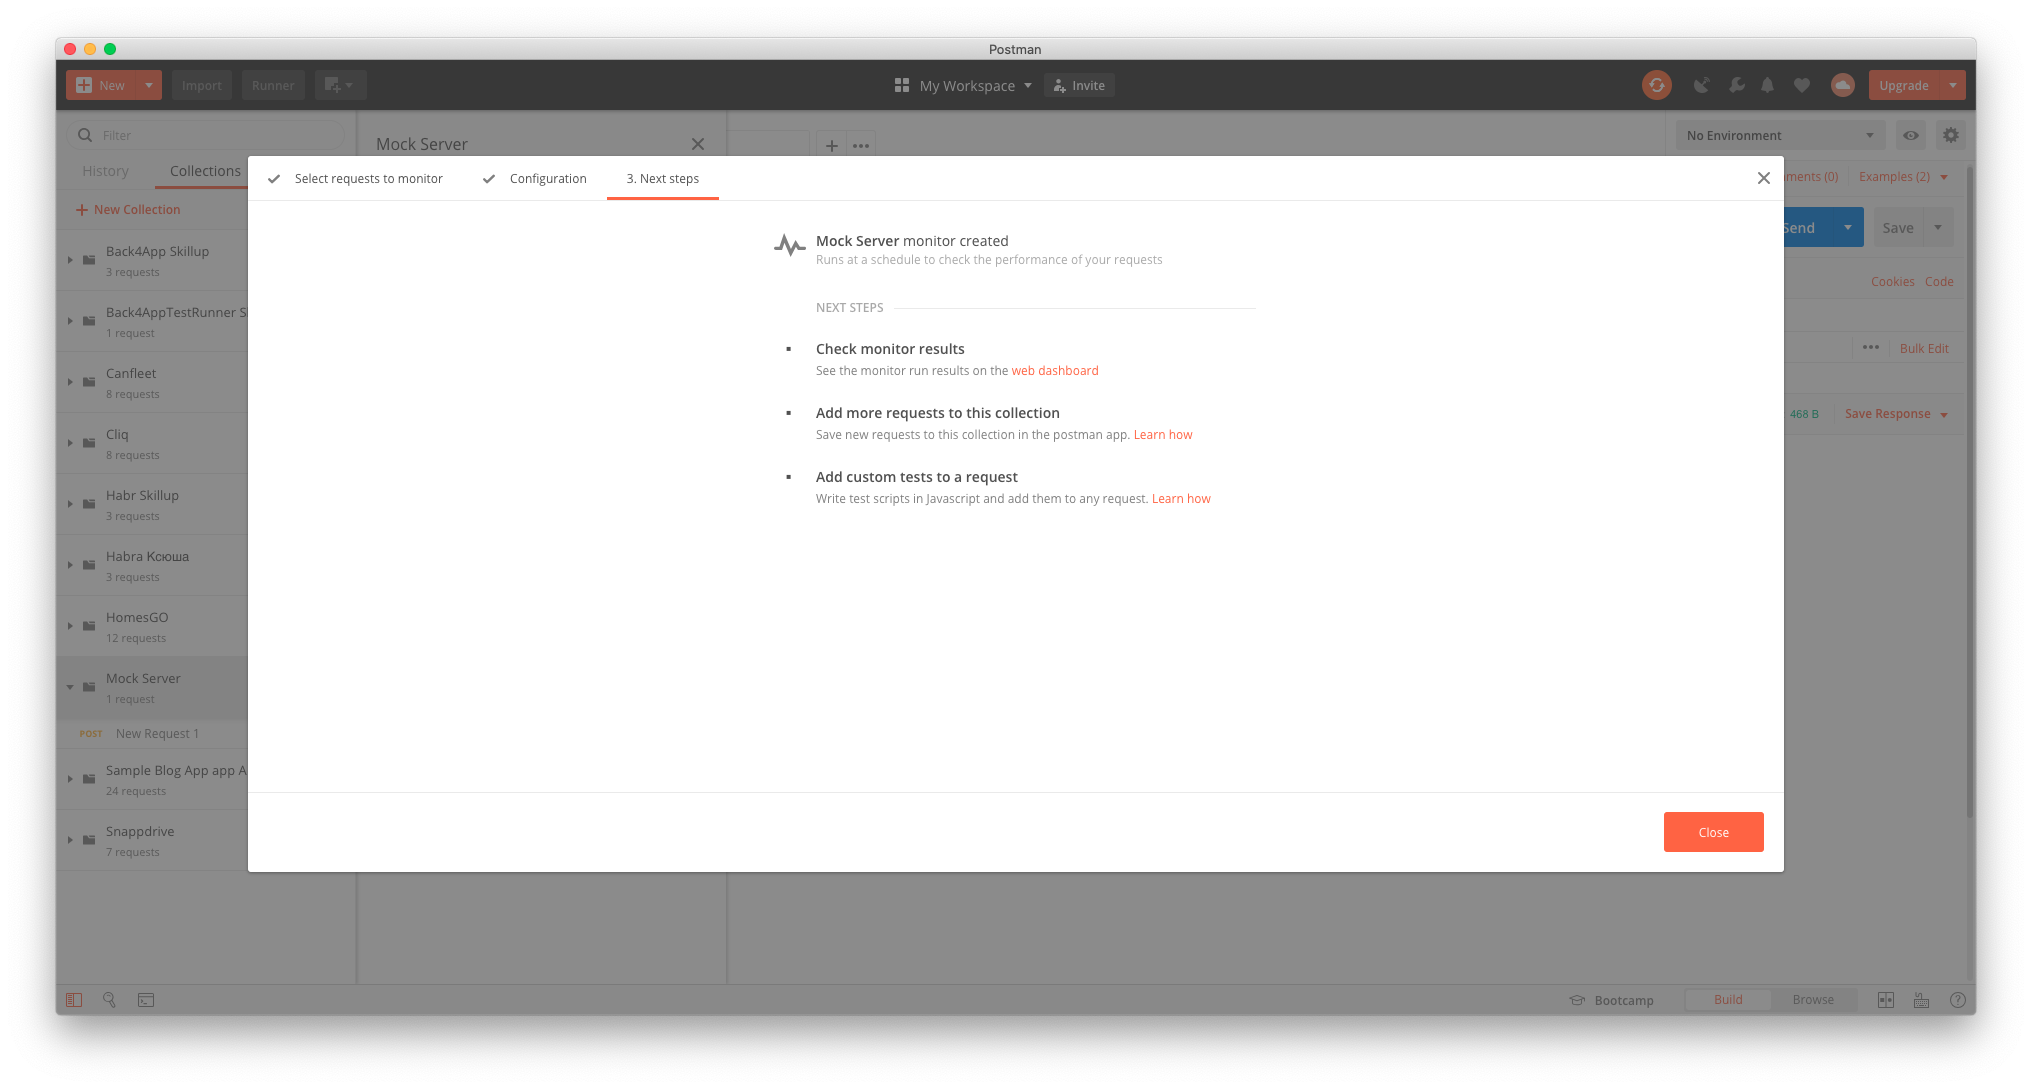 Postman
New
Import
Runner
My Workspace
Invite
Upgrade
Filter
History
Collections
New Collection
Back4App Skillup
3 requests
Back4AppTestRunner S
1 request
Canfleet
8 requests
Cliq
8 requests
Habr Skillup
3 requests
Habra Ксюша
3 requests
HomesGO
12 requests
Mock Server
1 request
POST New Request 1
Sample Blog App app A
24 requests
Snappdrive
7 requests
Mock Server
No Environment
ments (0)
Examples (2)
Send
Save
Cookies Code
Bulk Edit
468 B
Save Response
Select requests to monitor
Configuration
3. Next steps
Mock Server monitor created
Runs at a schedule to check the performance of your requests
NEXT STEPS
Check monitor results
See the monitor run results on the web dashboard
Add more requests to this collection
Save new requests to this collection in the postman app. Learn how
Add custom tests to a request
Write test scripts in Javascript and add them to any request. Learn how
Close
Bootcamp
Build
Browse